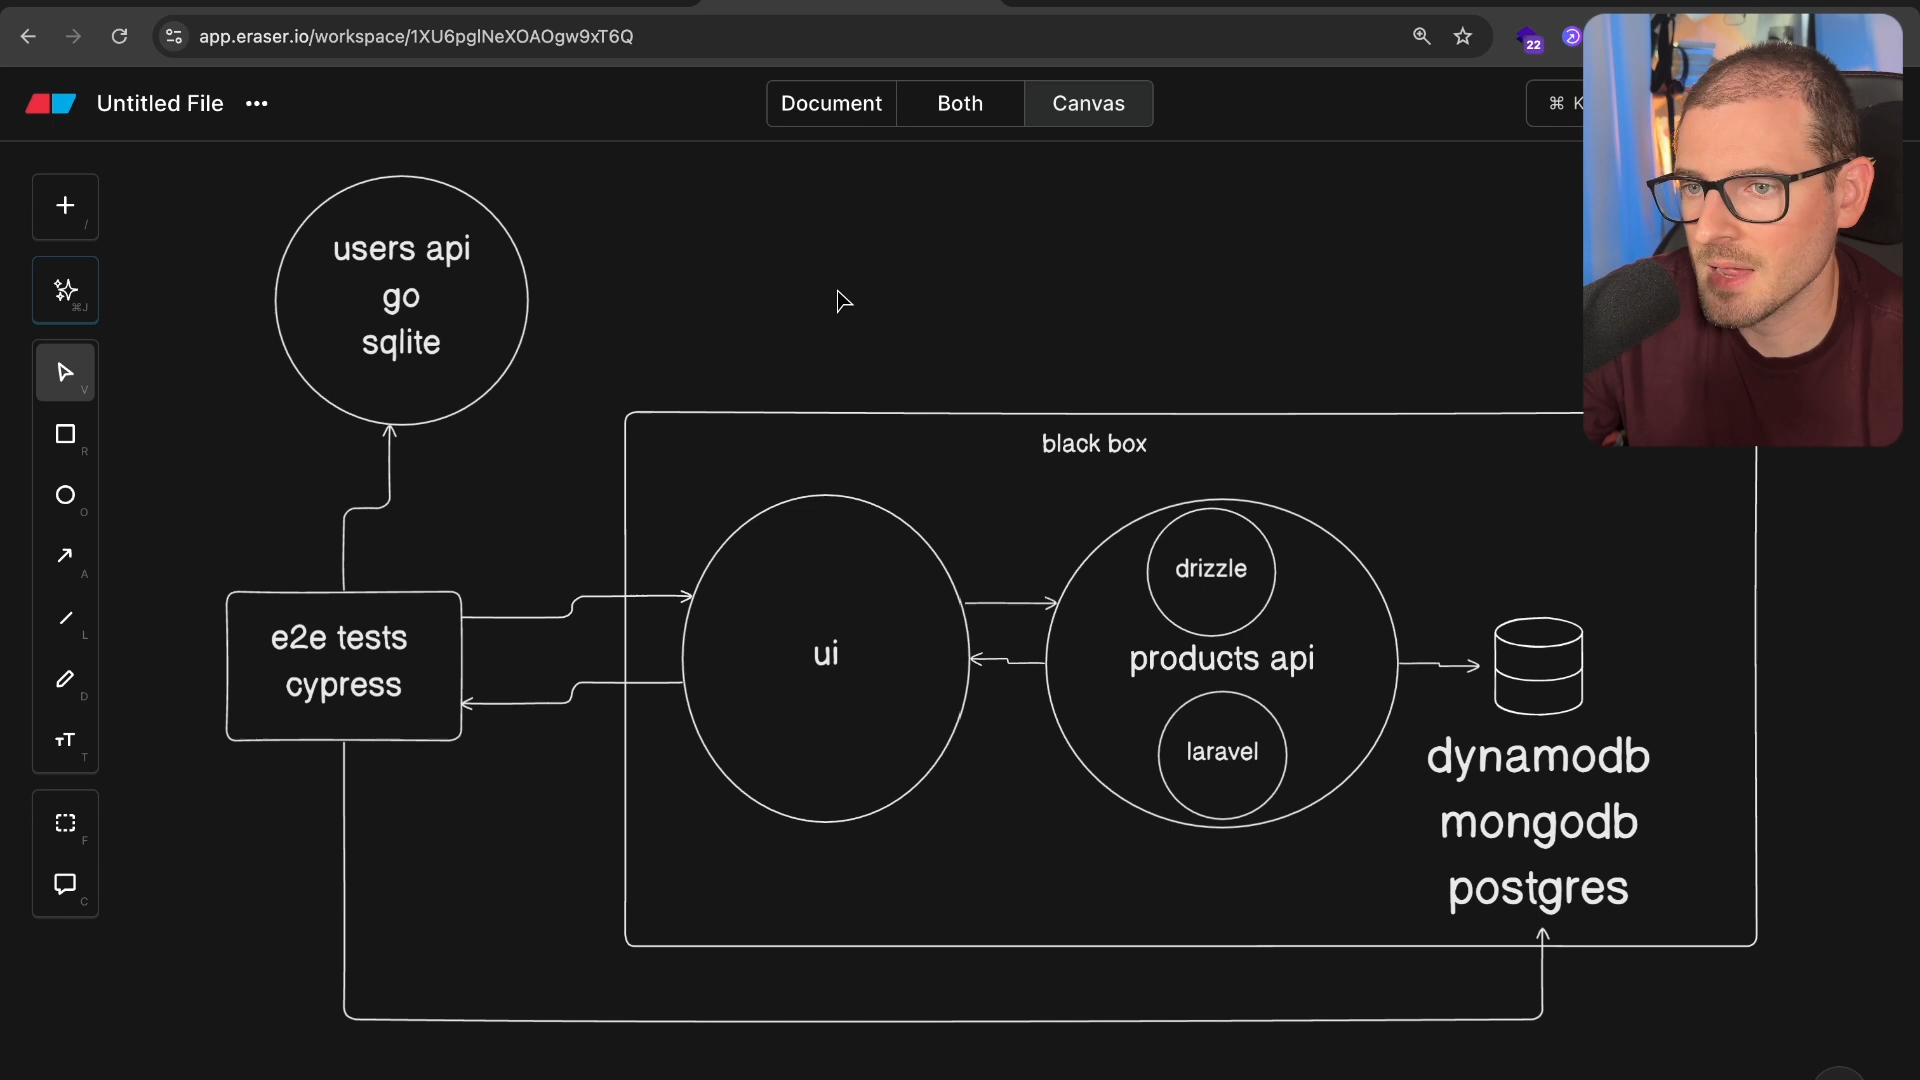 app.eraser.io/workspace/1XU6pglNeXOAOgw9xT6Q
22
Untitled File
Document
Both
Canvas
⌘ K
/
⌘J
V
R
O
A
L
D
T
F
C
users api
go
sqlite
black box
e2e tests
cypress
ui
drizzle
products api
laravel
dynamodb
mongodb
postgres